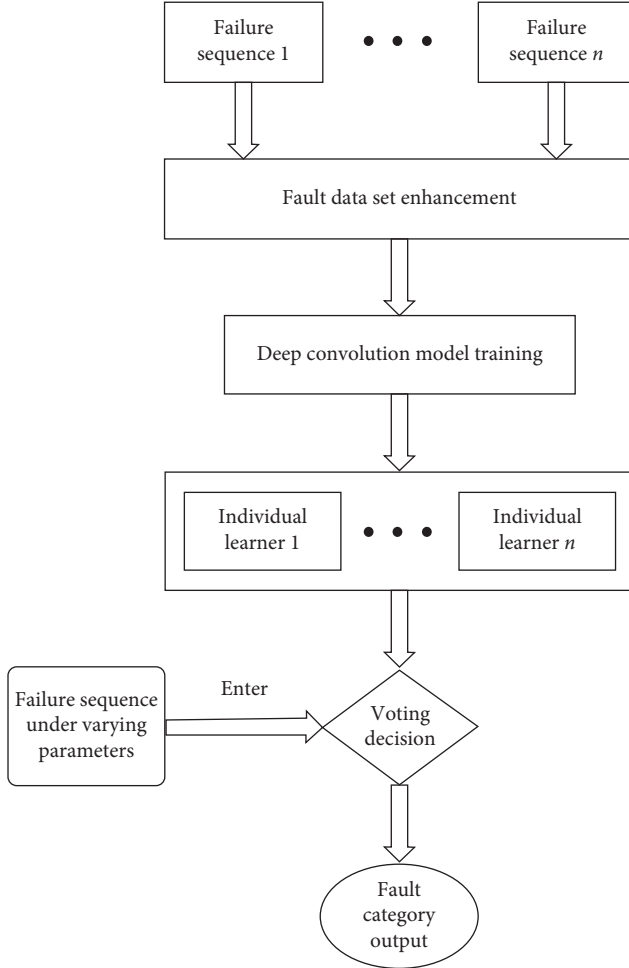 Failure
sequence 1
Failure
sequence n
Fault data set enhancement
Deep convolution model training
Individual
learner 1
Individual
learner n
Failure sequence
under varying
parameters
Enter
Voting
decision
Fault
category
output